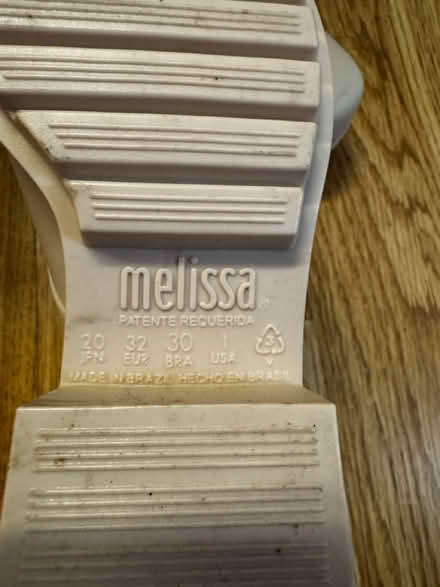 melissa®
PATENTE REQUERIDA
20 32 30 1 3
JPN EUR BRA USA V
MADE IN BRAZIL HECHO EN BRASIL